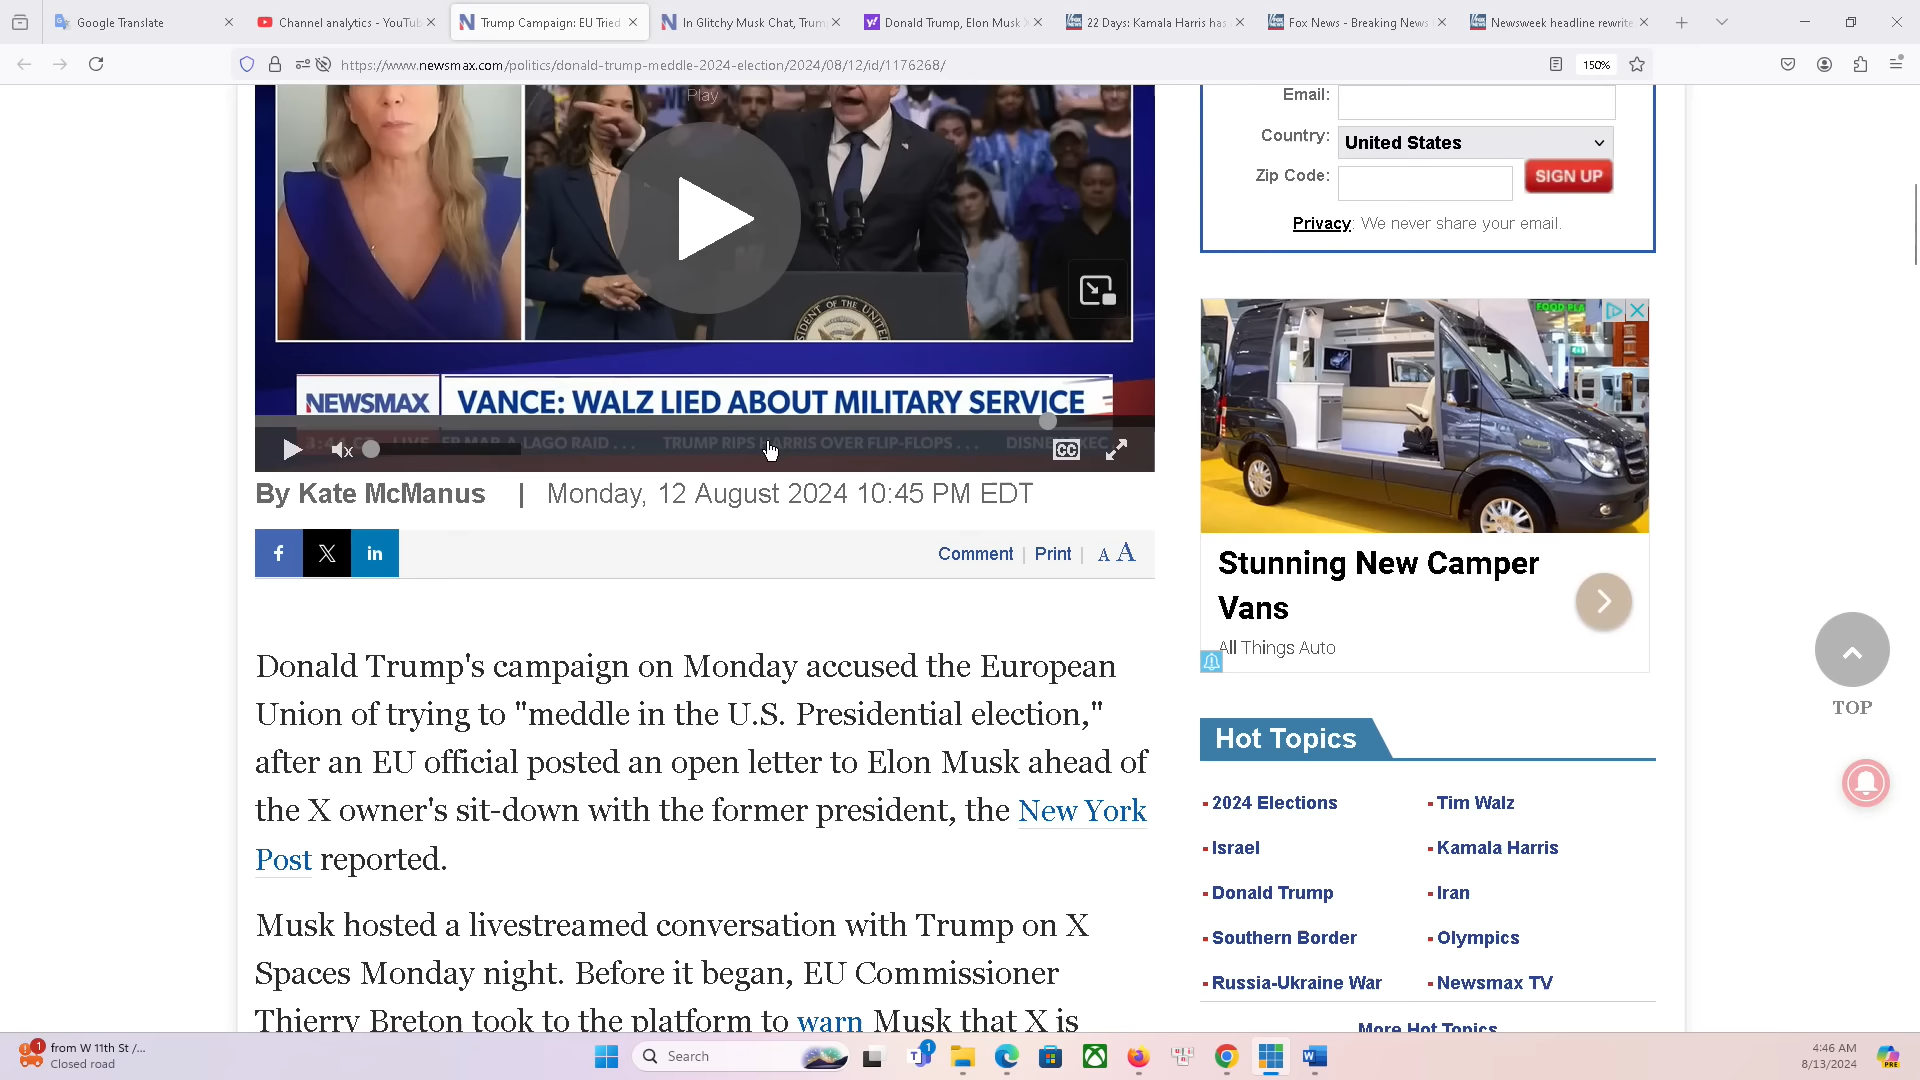 Google Translate
Channel analytics - YouTub
Trump Campaign: EU Tried
In Glitchy Musk Chat, Trum
Donald Trump, Elon Musk
22 Days: Kamala Harris has
Fox News - Breaking News
Newsweek headline rewrite
https://www.newsmax.com/politics/donald-trump-meddle-2024-election/2024/08/12/id/1176268/
150%
Play
NEWSMAX
VANCE: WALZ LIED ABOUT MILITARY SERVICE
LAGO RAID . . . TRUMP RIPS HARRIS OVER FLIP-FLOPS . . .
CC
By Kate McManus | Monday, 12 August 2024 10:45 PM EDT
f X in
Comment | Print | A A
Donald Trump's campaign on Monday accused the European
Union of trying to "meddle in the U.S. Presidential election,"
after an EU official posted an open letter to Elon Musk ahead of
the X owner's sit-down with the former president, the New York
Post reported.
Musk hosted a livestreamed conversation with Trump on X
Spaces Monday night. Before it began, EU Commissioner
Thierry Breton took to the platform to warn Musk that X is
Email:
Country: United States
Zip Code:
SIGN UP
Privacy: We never share your email.
Stunning New Camper
Vans
All Things Auto
Hot Topics
2024 Elections
Tim Walz
Israel
Kamala Harris
Donald Trump
Iran
Southern Border
Olympics
Russia-Ukraine War
Newsmax TV
More Hot Topics
TOP
1
from W 11th St /...
Closed road
Search
1
4:46 AM
8/13/2024